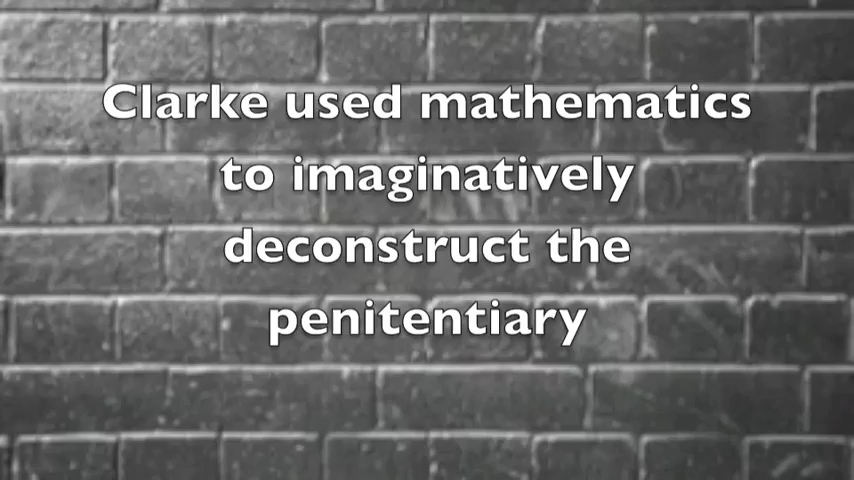 Clarke used mathematics
to imaginatively
deconstruct the
penitentiary